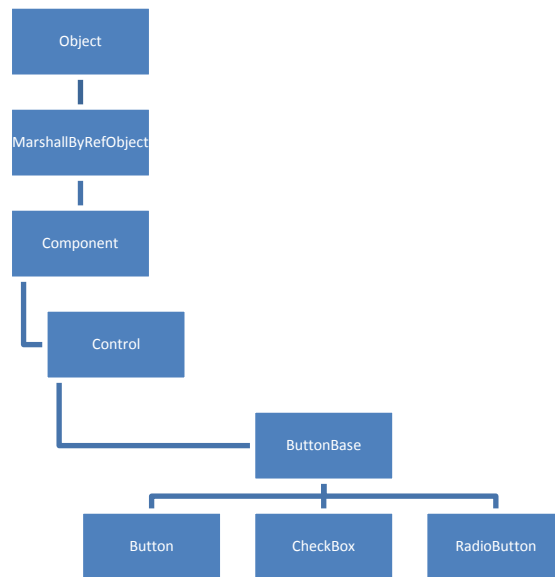 Object
MarshallByRefObject
Component
Control
ButtonBase
Button
CheckBox
RadioButton